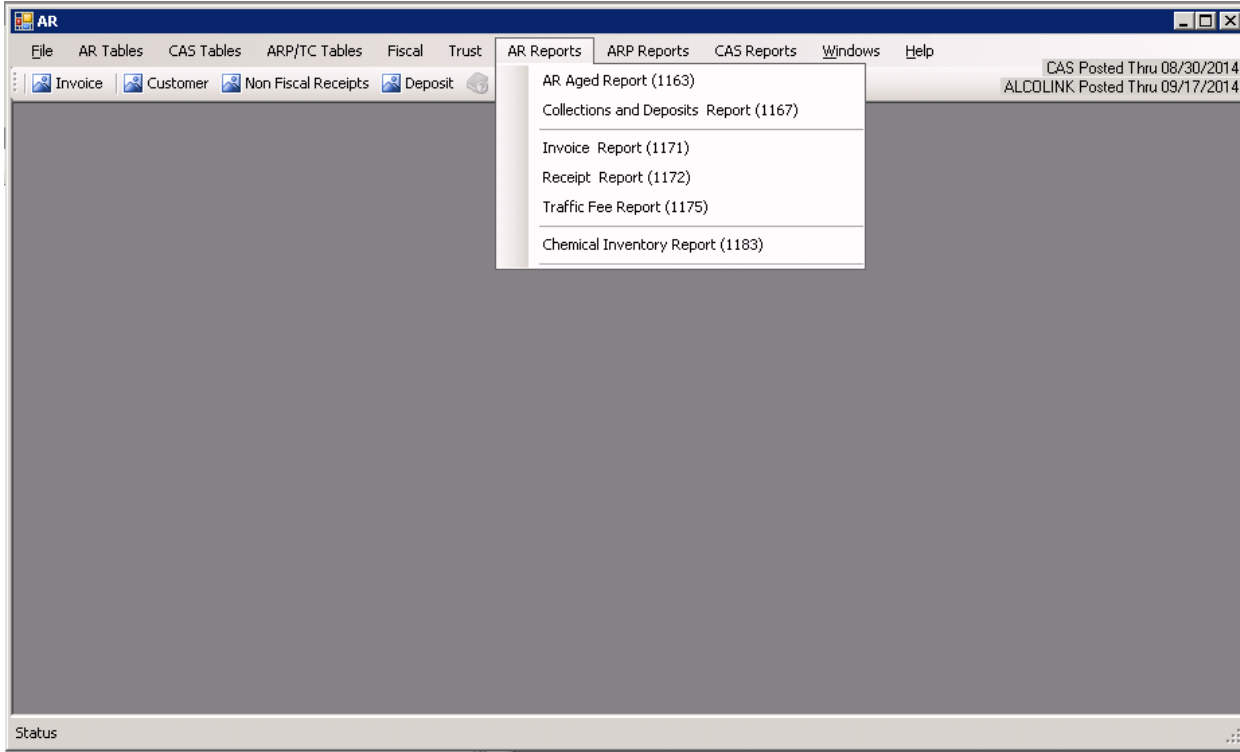 AR
File AR Tables CAS Tables ARP/TC Tables Fiscal Trust AR Reports ARP Reports CAS Reports Windows Help
CAS Posted Thru 08/30/2014
Invoice Customer Non Fiscal Receipts Deposit
ALCOLINK Posted Thru 09/17/2014
AR Aged Report (1163)
Collections and Deposits Report (1167)
Invoice Report (1171)
Receipt Report (1172)
Traffic Fee Report (1175)
Chemical Inventory Report (1183)
Status